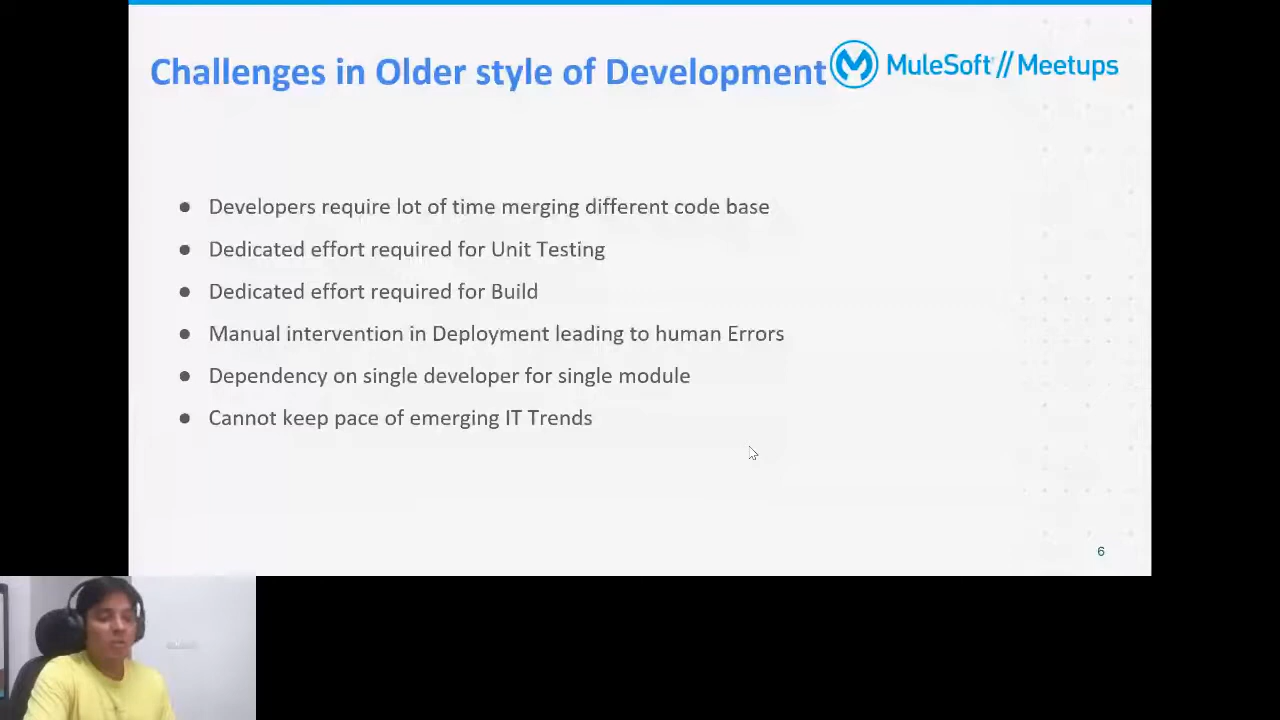 Challenges in Older style of Development
MuleSoft // Meetups
● Developers require lot of time merging different code base
● Dedicated effort required for Unit Testing
● Dedicated effort required for Build
● Manual intervention in Deployment leading to human Errors
● Dependency on single developer for single module
● Cannot keep pace of emerging IT Trends
6